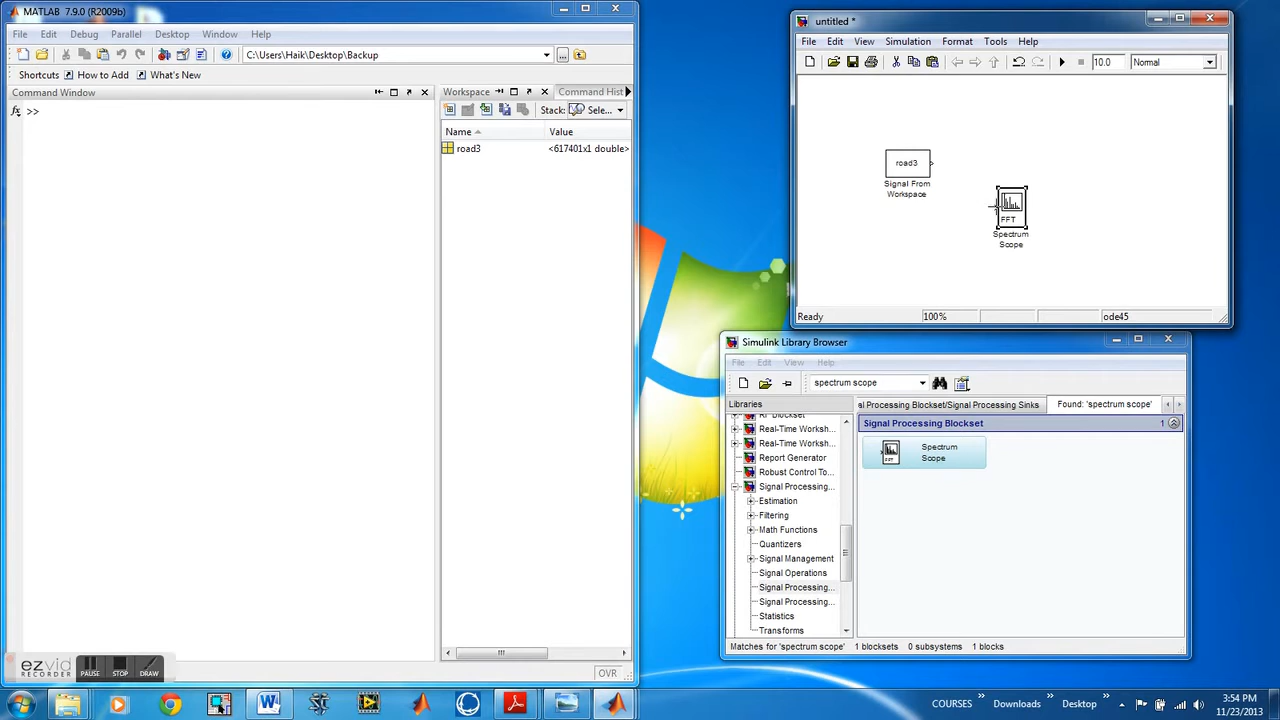 MATLAB 7.9.0 (R2009b)
File Edit Debug Parallel Desktop Window Help
C:\Users\Haik\Desktop\Backup
Shortcuts How to Add What's New
Command Window
fx >>
Workspace Command Hist
Stack: Sele...
Name Value
road3 <617401x1 double>
OVR
ezvid
RECORDER
PAUSE STOP DRAW
untitled *
File Edit View Simulation Format Tools Help
10.0 Normal
road3
Signal From
Workspace
FFT
Spectrum
Scope
Ready 100% ode45
Simulink Library Browser
File Edit View Help
spectrum scope
Libraries
al Processing Blockset/Signal Processing Sinks Found: 'spectrum scope'
RF Blockset
Real-Time Worksh...
Real-Time Worksh...
Report Generator
Robust Control To...
Signal Processing...
Estimation
Filtering
Math Functions
Quantizers
Signal Management
Signal Operations
Signal Processing...
Signal Processing...
Statistics
Transforms
Signal Processing Blockset 1
FFT
Spectrum
Scope
Matches for 'spectrum scope' 1 blocksets 0 subsystems 1 blocks
COURSES Downloads Desktop
3:54 PM
11/23/2013